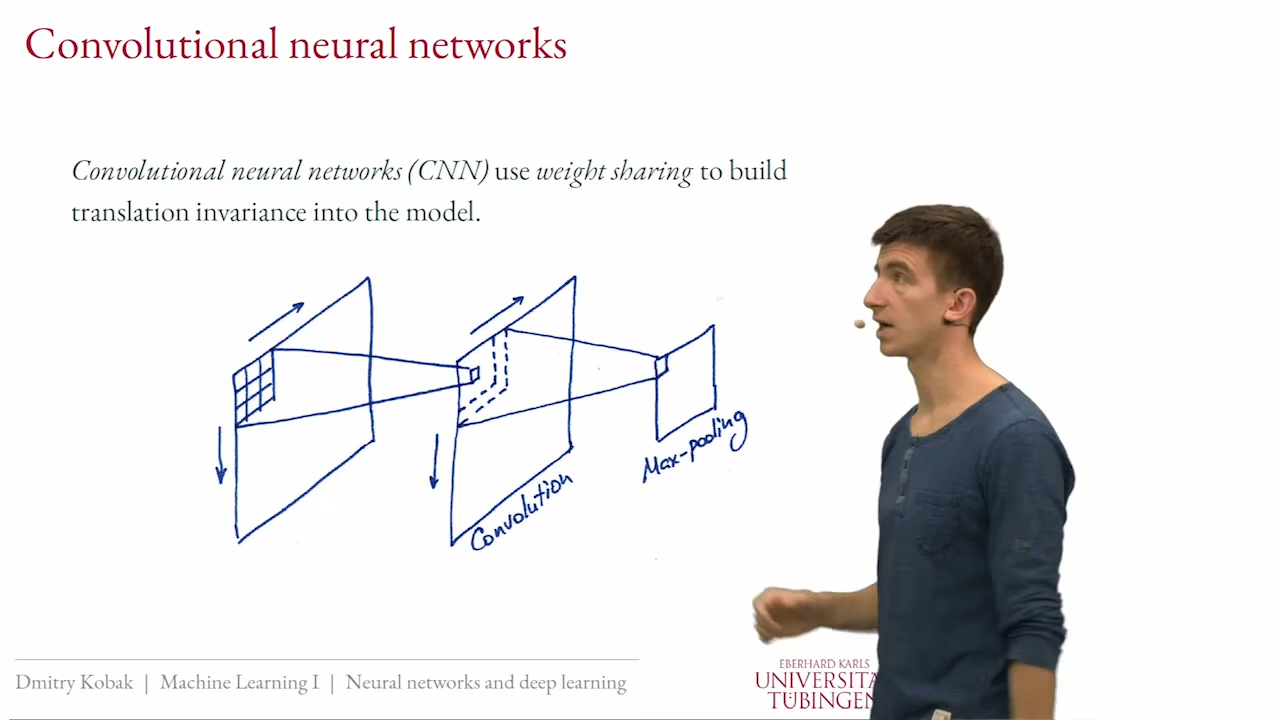 Convolutional neural networks
Convolutional neural networks (CNN) use weight sharing to build
translation invariance into the model.
Convolution
Max-pooling
Dmitry Kobak | Machine Learning I | Neural networks and deep learning
EBERHARD KARLS
UNIVERSITÄ
TÜBINGEN